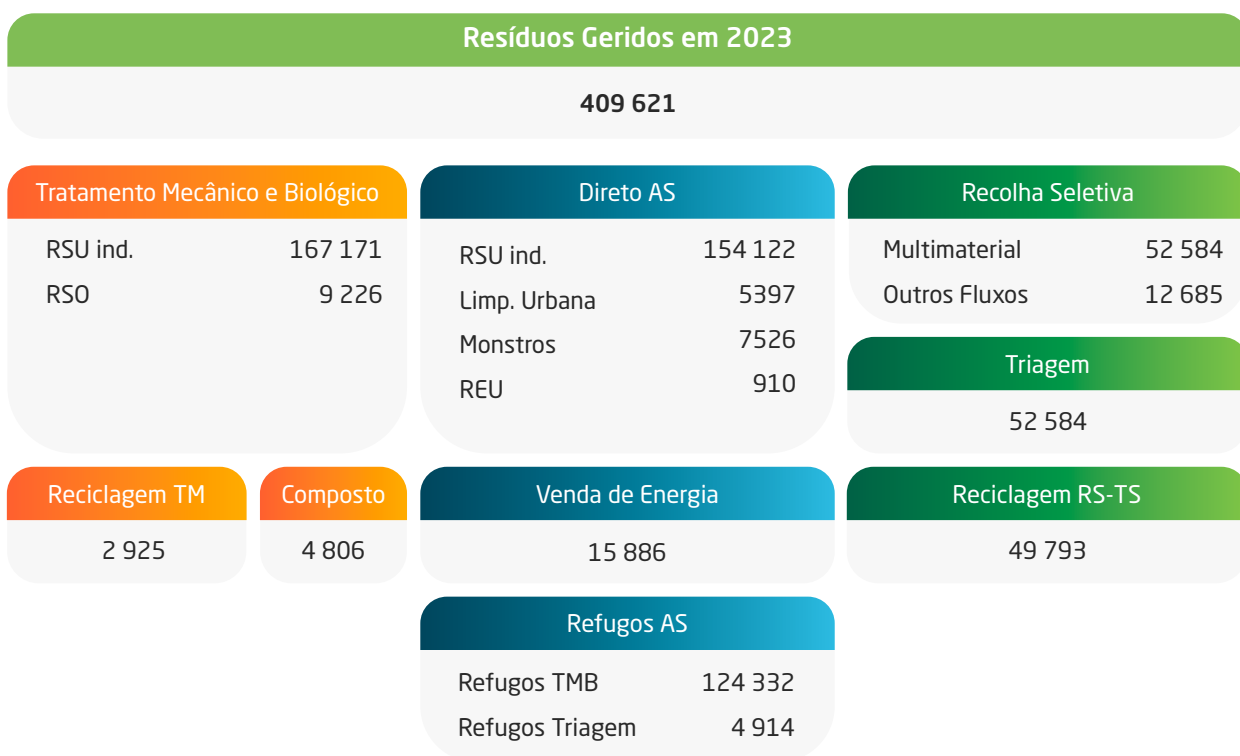 Resíduos Geridos em 2023
409 621
Tratamento Mecânico e Biológico
RSU ind. 167 171
RSO 9 226
Direto AS
RSU ind. 154 122
Limp. Urbana 5397
Monstros 7526
REU 910
Recolha Seletiva
Multimaterial 52 584
Outros Fluxos 12 685
Triagem
52 584
Reciclagem TM
2 925
Composto
4 806
Venda de Energia
15 886
Reciclagem RS-TS
49 793
Refugos AS
Refugos TMB 124 332
Refugos Triagem 4 914